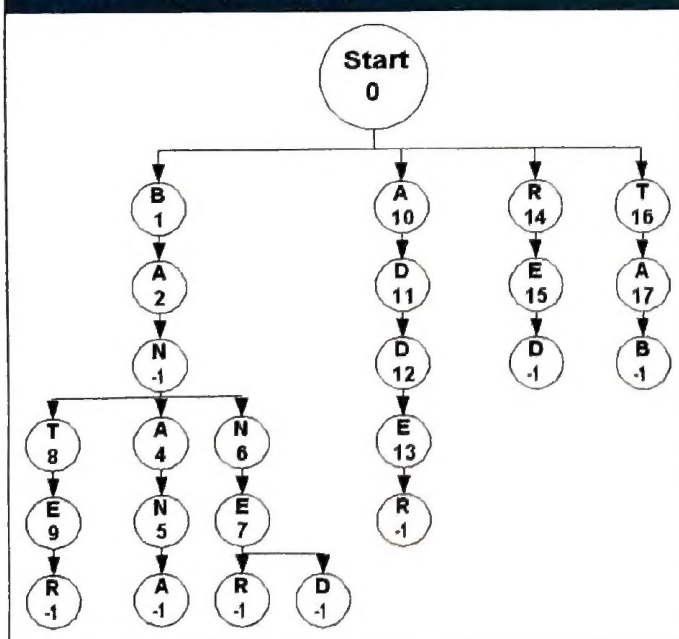 Start
0
B A R T
1 10 14 16
A D E A
2 11 15 17
N D D B
-1 12 -1 -1
T A N E
8 4 6 13
E N E R
9 5 7 -1
R A R D
-1 -1 -1 -1